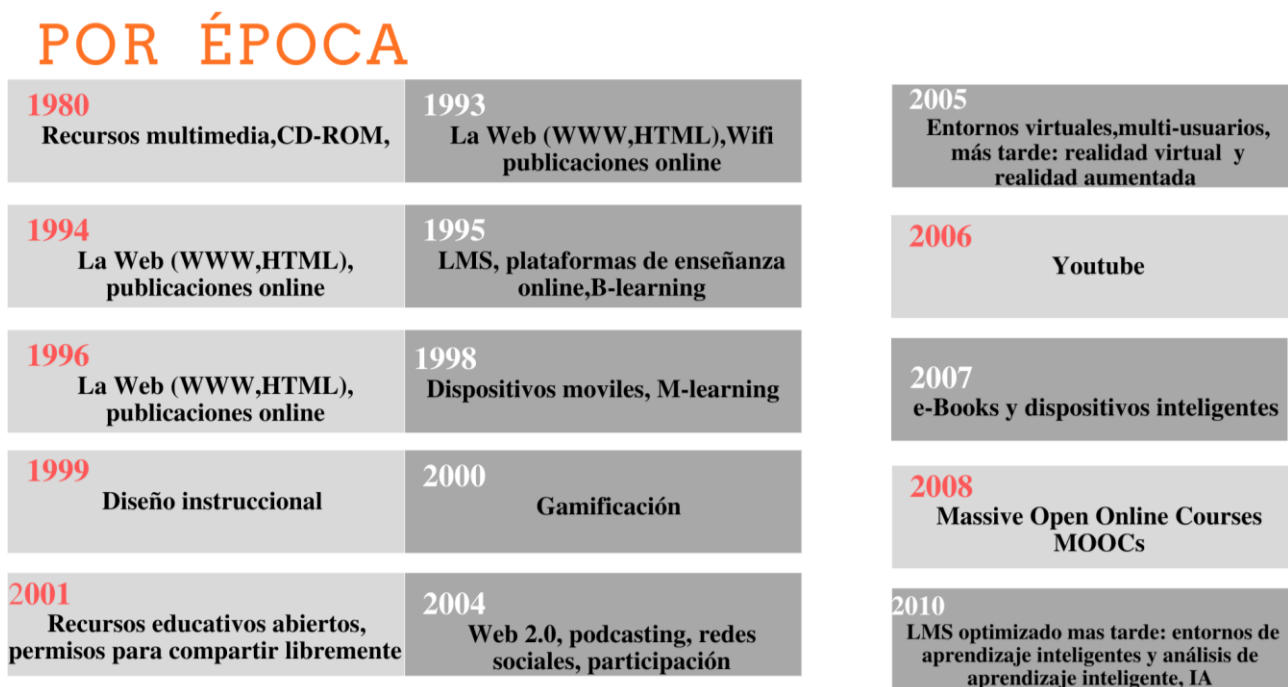 POR ÉPOCA
1980
Recursos multimedia,CD-ROM,
1993
La Web (WWW,HTML),Wifi
publicaciones online
1994
La Web (WWW,HTML),
publicaciones online
1995
LMS, plataformas de enseñanza
online,B-learning
1996
La Web (WWW,HTML),
publicaciones online
1998
Dispositivos moviles, M-learning
1999
Diseño instruccional
2000
Gamificación
2001
Recursos educativos abiertos,
permisos para compartir libremente
2004
Web 2.0, podcasting, redes
sociales, participación
2005
Entornos virtuales,multi-usuarios,
más tarde: realidad virtual y
realidad aumentada
2006
Youtube
2007
e-Books y dispositivos inteligentes
2008
Massive Open Online Courses
MOOCs
2010
LMS optimizado mas tarde: entornos de
aprendizaje inteligentes y análisis de
aprendizaje inteligente, IA